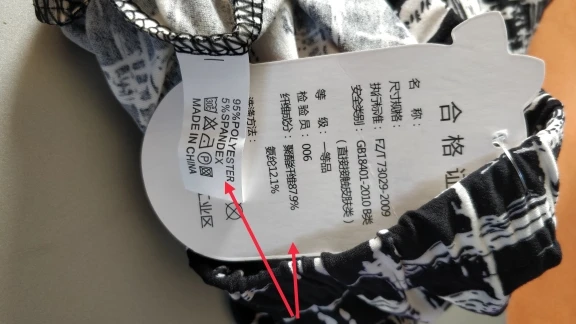 合格证
名 称：
尺寸规格：
执行标准：FZ/T 73029-2009
安全类别：GB18401-2010 B类
(直接接触皮肤类)
等 级：一等品
检验员：006
纤维成分：聚酯纤维87.9%
氨纶12.1%
洗涤方法：
95%POLYESTER
5%SPANDEX
MADE IN CHINA
工业区